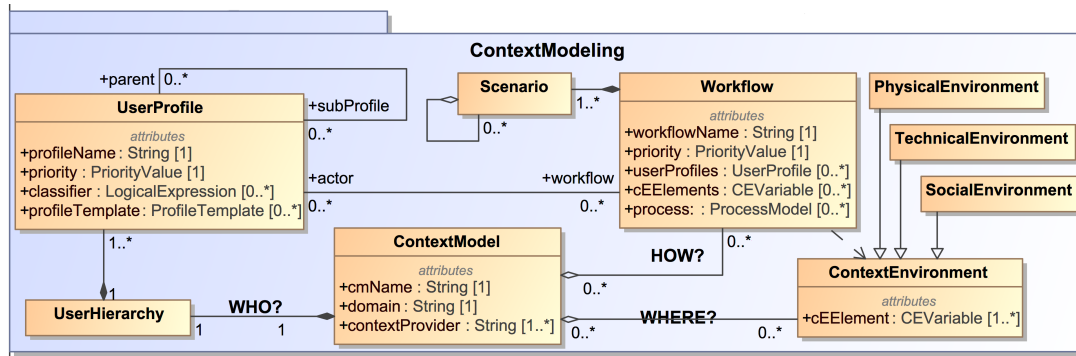 ContextModeling
+parent 0..*
UserProfile
attributes
+profileName : String [1]
+priority : PriorityValue [1]
+classifier : LogicalExpression [0..*]
+profileTemplate: ProfileTemplate [0..*]
+subProfile
0..*
Scenario
1..*
0..*
Workflow
attributes
+workflowName : String [1]
+priority : PriorityValue [1]
+userProfiles : UserProfile [0..*]
+cEElements : CEVariable [0..*]
+process: : ProcessModel [0..*]
PhysicalEnvironment
TechnicalEnvironment
SocialEnvironment
+actor
0..*
+workflow
0..*
1..*
1
UserHierarchy
1
WHO?
1
ContextModel
attributes
+cmName : String [1]
+domain : String [1]
+contextProvider : String [1..*]
HOW?
0..*
0..*
WHERE?
0..*
0..*
ContextEnvironment
attributes
+cEElement : CEVariable [1..*]